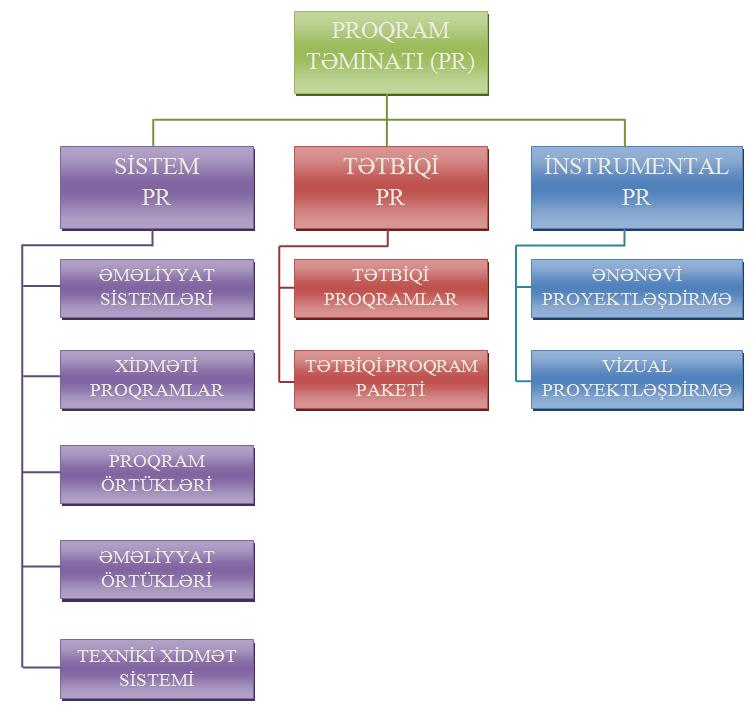 PROQRAM
TƏMİNATI (PR)
SİSTEM
PR
TƏTBİQİ
PR
İNSTRUMENTAL
PR
ƏMƏLİYYAT
SİSTEMLƏRİ
TƏTBİQİ
PROQRAMLAR
ƏNƏNƏVİ
PROYEKTLƏŞDİRMƏ
XİDMƏTİ
PROQRAMLAR
TƏTBİQİ PROQRAM
PAKETİ
VİZUAL
PROYEKTLƏŞDİRMƏ
PROQRAM
ÖRTÜKLƏRİ
ƏMƏLİYYAT
ÖRTÜKLƏRİ
TEXNİKİ XİDMƏT
SİSTEMİ